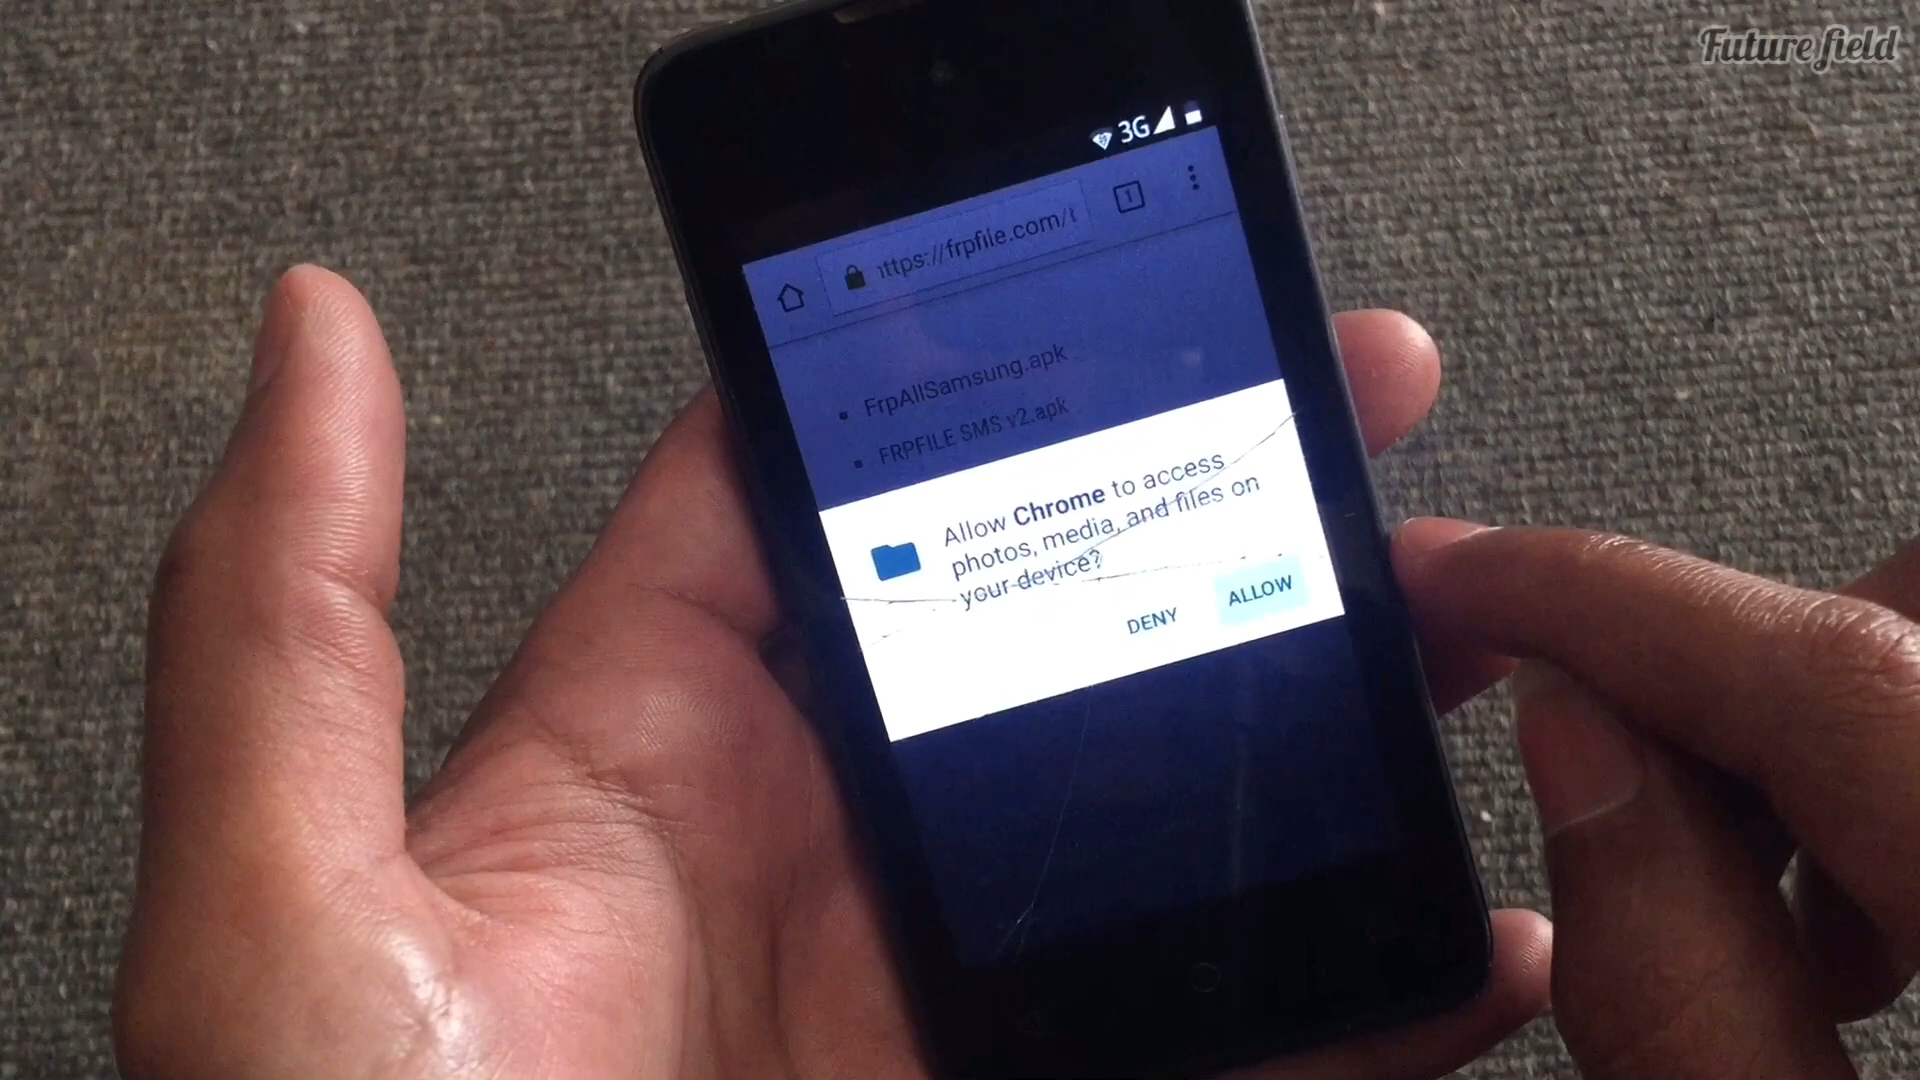 Future field
3G
1
https://frpfile.com/t
FrpAllSamsung.apk
FRPFILE SMS v2.apk
Allow Chrome to access
photos, media, and files on
your device?
DENY
ALLOW